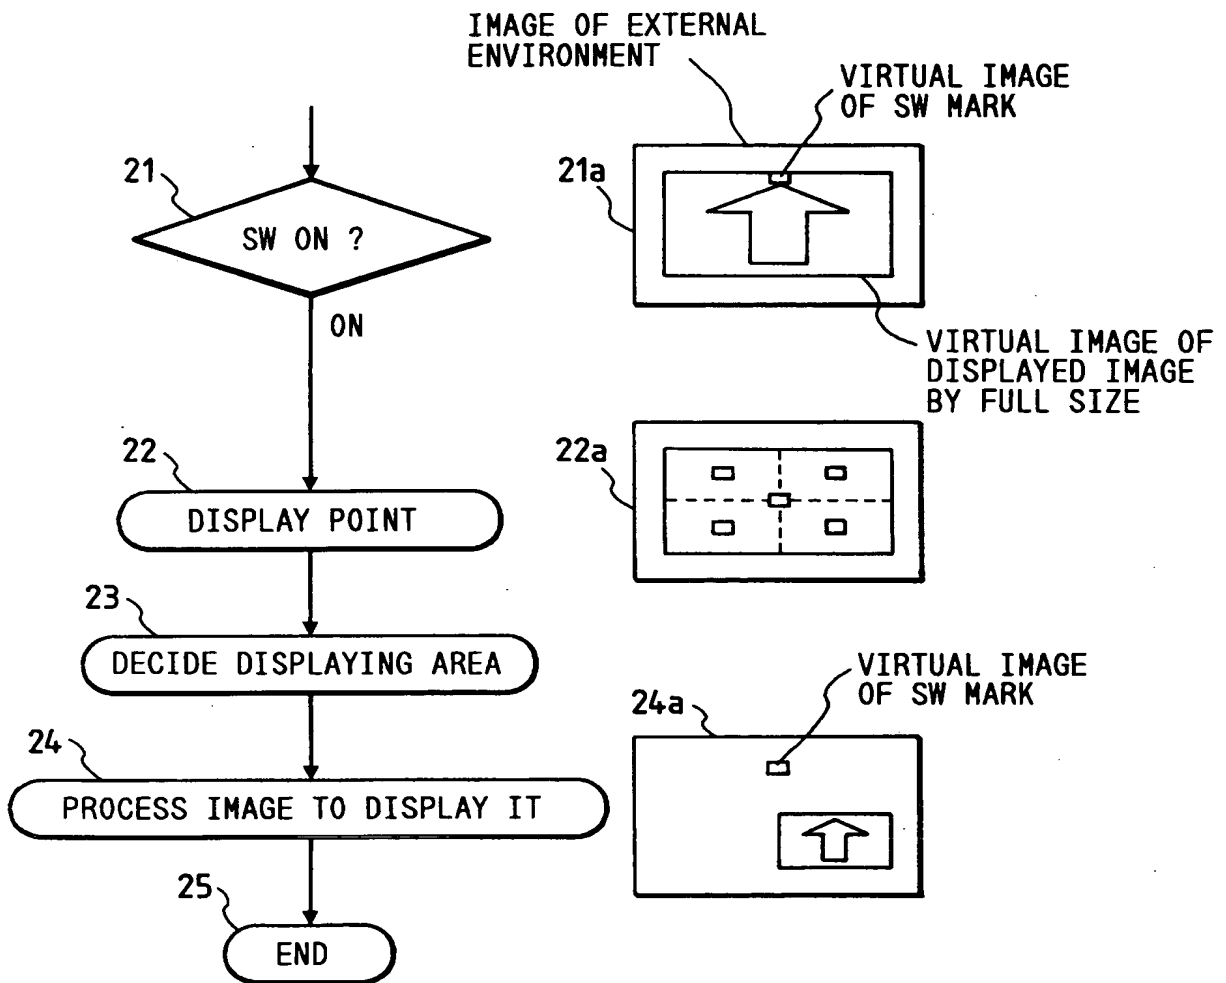 IMAGE OF EXTERNAL
ENVIRONMENT
VIRTUAL IMAGE
OF SW MARK
21
21a
SW ON ?
ON
VIRTUAL IMAGE OF
DISPLAYED IMAGE
BY FULL SIZE
22
22a
DISPLAY POINT
23
DECIDE DISPLAYING AREA
VIRTUAL IMAGE
OF SW MARK
24a
24
PROCESS IMAGE TO DISPLAY IT
25
END